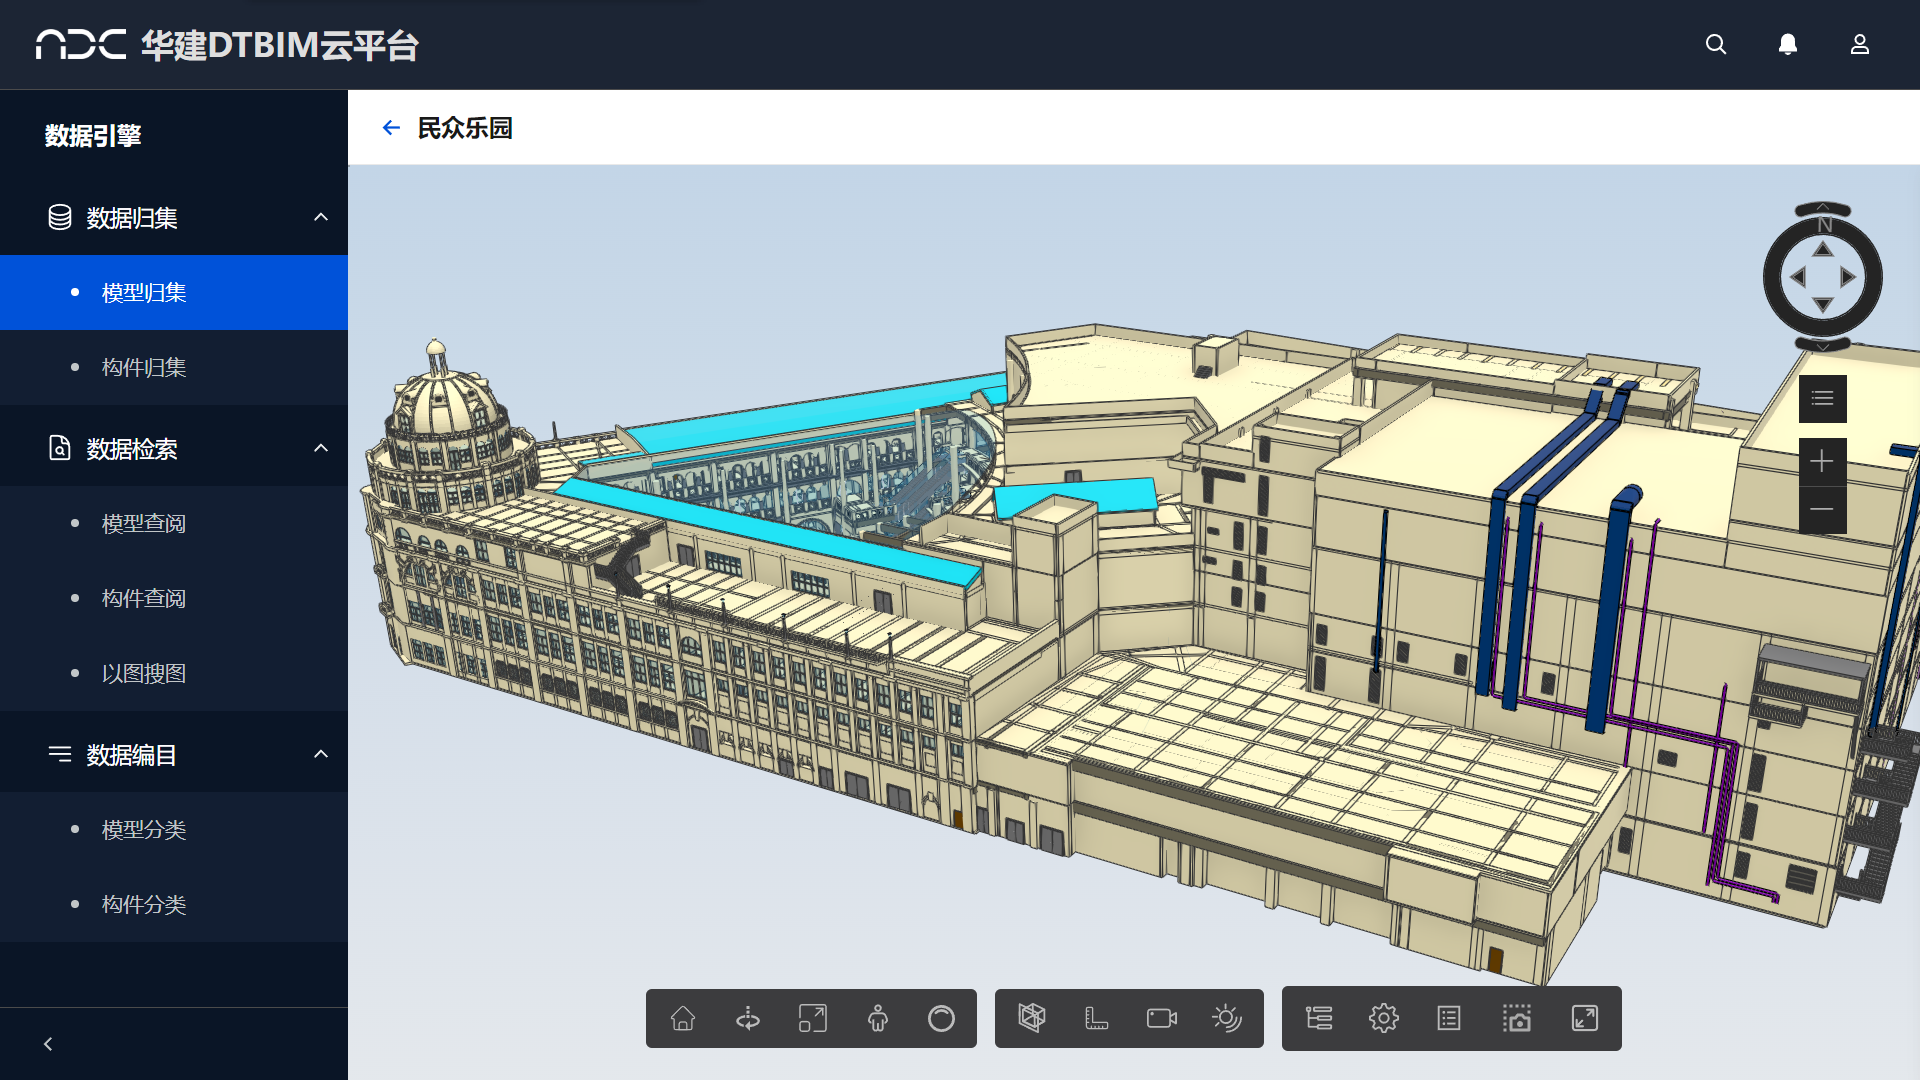 NDC 华建DTBIM云平台
数据引擎
民众乐园
数据归集
模型归集
构件归集
数据检索
模型查阅
构件查阅
以图搜图
数据编目
模型分类
构件分类
N